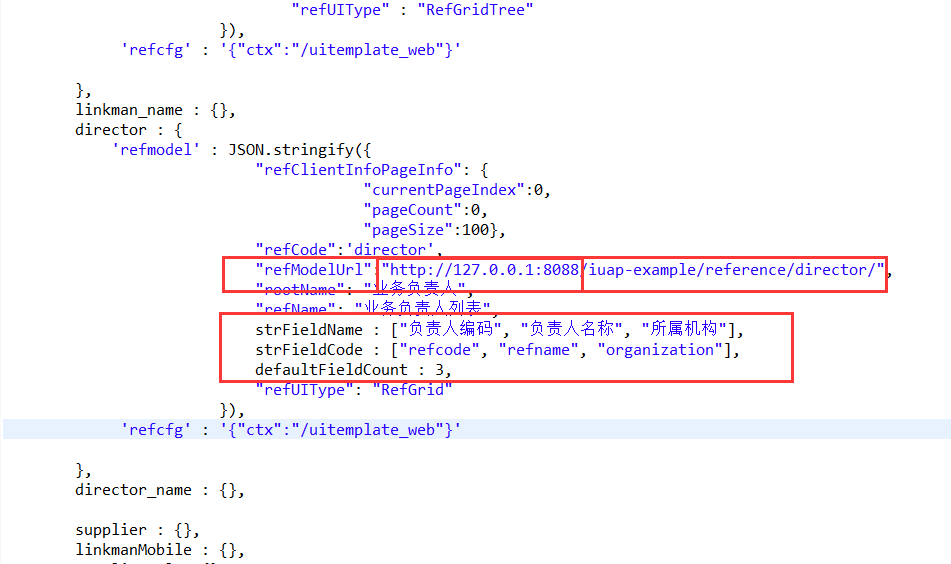 "refUIType" : "RefGridTree"
}),
'refcfg' : '{"ctx":"/uitemplate_web"}'
},
linkman_name : {},
director : {
'refmodel' : JSON.stringify({
"refClientInfoPageInfo": {
"currentPageIndex":0,
"pageCount":0,
"pageSize":100},
"refCode":'director',
"refModelUrl":"http://127.0.0.1:8088/iuap-example/reference/director/",
"rootName": "业务负责人",
"refName": "业务负责人列表",
strFieldName : ["负责人编码", "负责人名称", "所属机构"],
strFieldCode : ["refcode", "refname", "organization"],
defaultFieldCount : 3,
"refUIType": "RefGrid"
}),
'refcfg' : '{"ctx":"/uitemplate_web"}'
},
director_name : {},
supplier : {},
linkmanMobile : {},